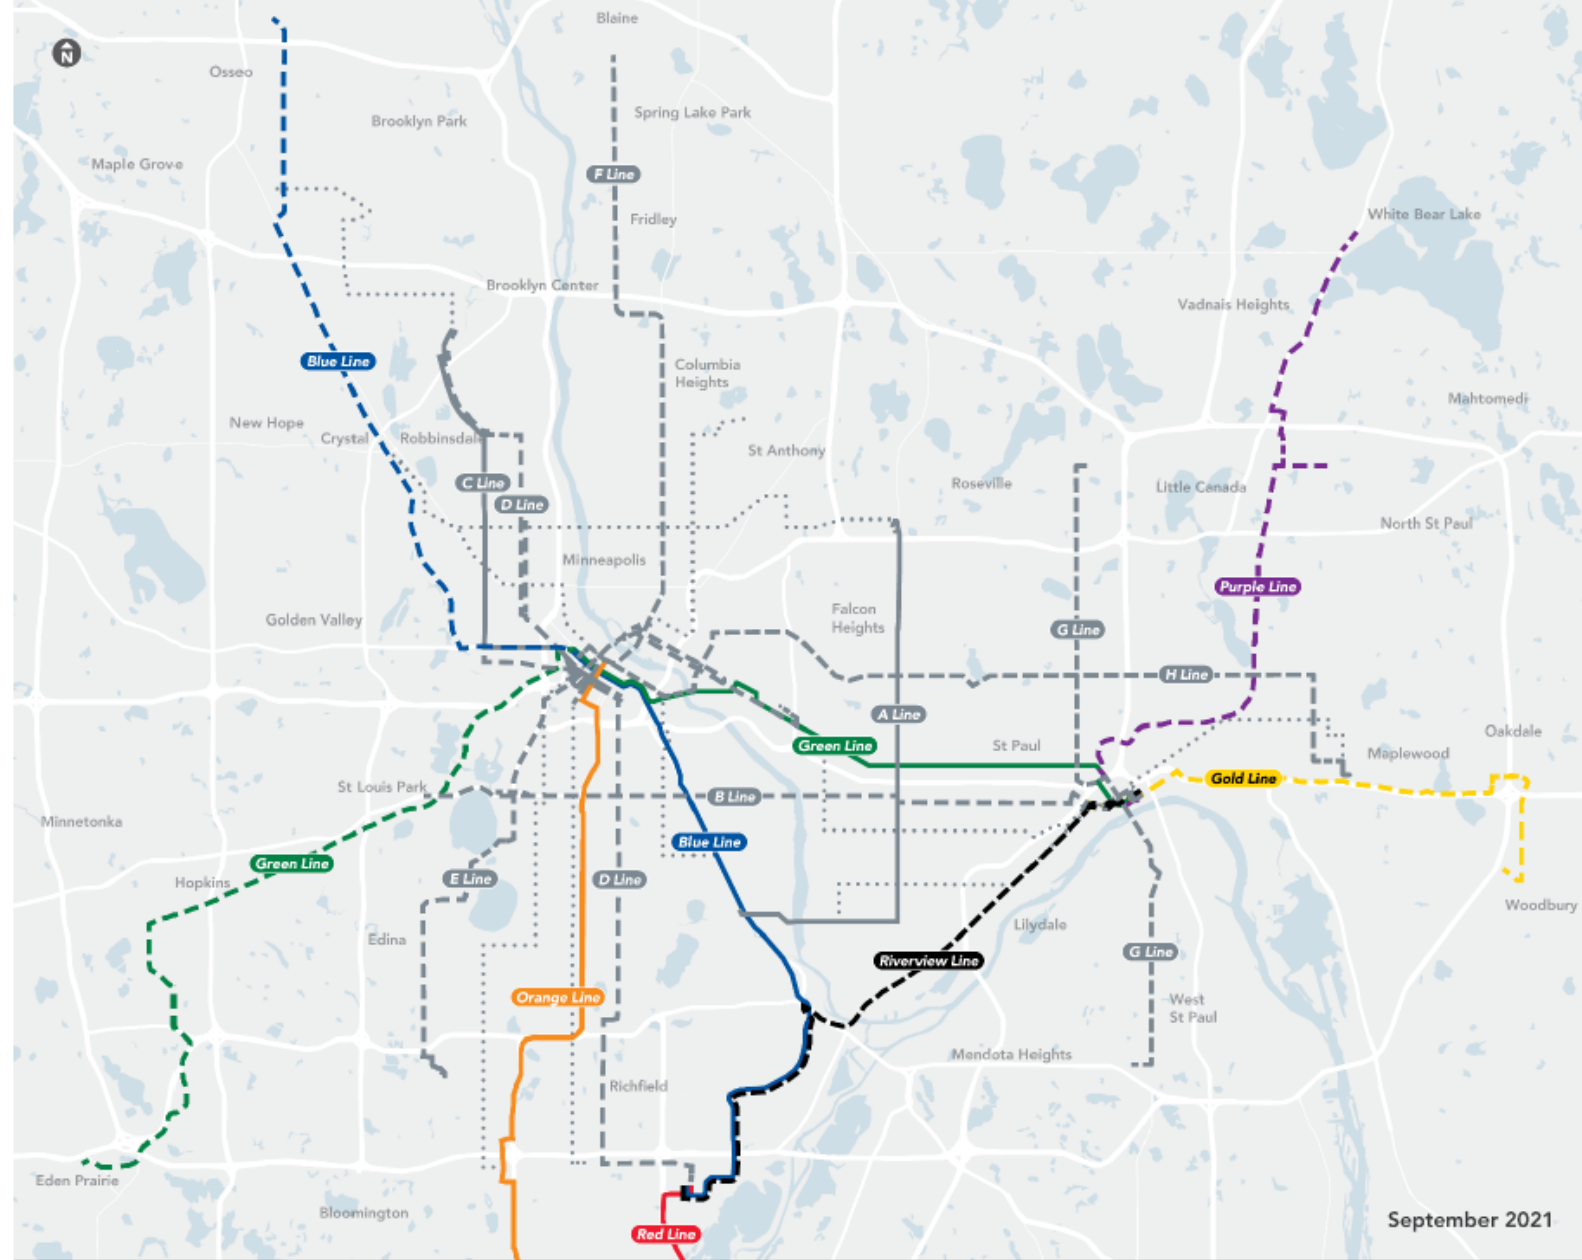 Blaine
N
Osseo
Spring Lake Park
Brooklyn Park
Maple Grove
F Line
White Bear Lake
Fridley
Brooklyn Center
Vadnais Heights
Blue Line
Columbia
Heights
Mahtomedi
New Hope
Crystal
Robbinsdale
St Anthony
C Line
Roseville
Little Canada
D Line
North St Paul
Minneapolis
Purple Line
Golden Valley
Falcon
Heights
G Line
H Line
A Line
Oakdale
Green Line
St Paul
Maplewood
Gold Line
St Louis Park
B Line
Minnetonka
Blue Line
Green Line
Hopkins
E Line
D Line
Woodbury
Lilydale
Edina
G Line
Riverview Line
Orange Line
West
St Paul
Mendota Heights
Richfield
Eden Prairie
Bloomington
September 2021
Red Line